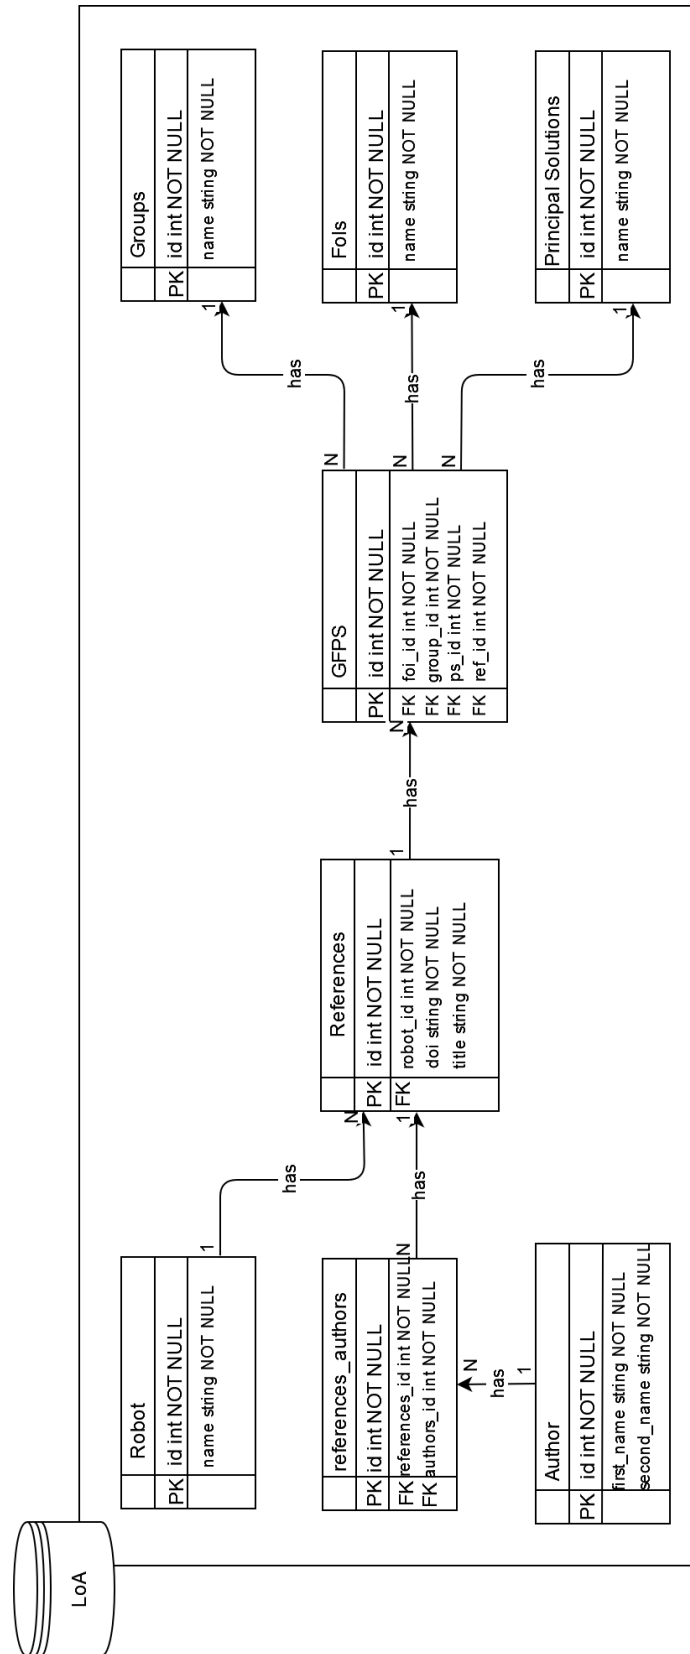 LoA
Robot
PK id int NOT NULL
name string NOT NULL
1
has
N
references_authors
PK id int NOT NULL
FK references_id int NOT NULL
FK authors_id int NOT NULL
N
has
1
Author
PK id int NOT NULL
first_name string NOT NULL
second_name string NOT NULL
1
has
N
References
PK id int NOT NULL
FK robot_id int NOT NULL
doi string NOT NULL
title string NOT NULL
1
has
N
GFPS
PK id int NOT NULL
FK foi_id int NOT NULL
FK group_id int NOT NULL
FK ps_id int NOT NULL
FK ref_id int NOT NULL
N
has
1
N
has
1
N
has
1
Groups
PK id int NOT NULL
name string NOT NULL
FoIs
PK id int NOT NULL
name string NOT NULL
Principal Solutions
PK id int NOT NULL
name string NOT NULL